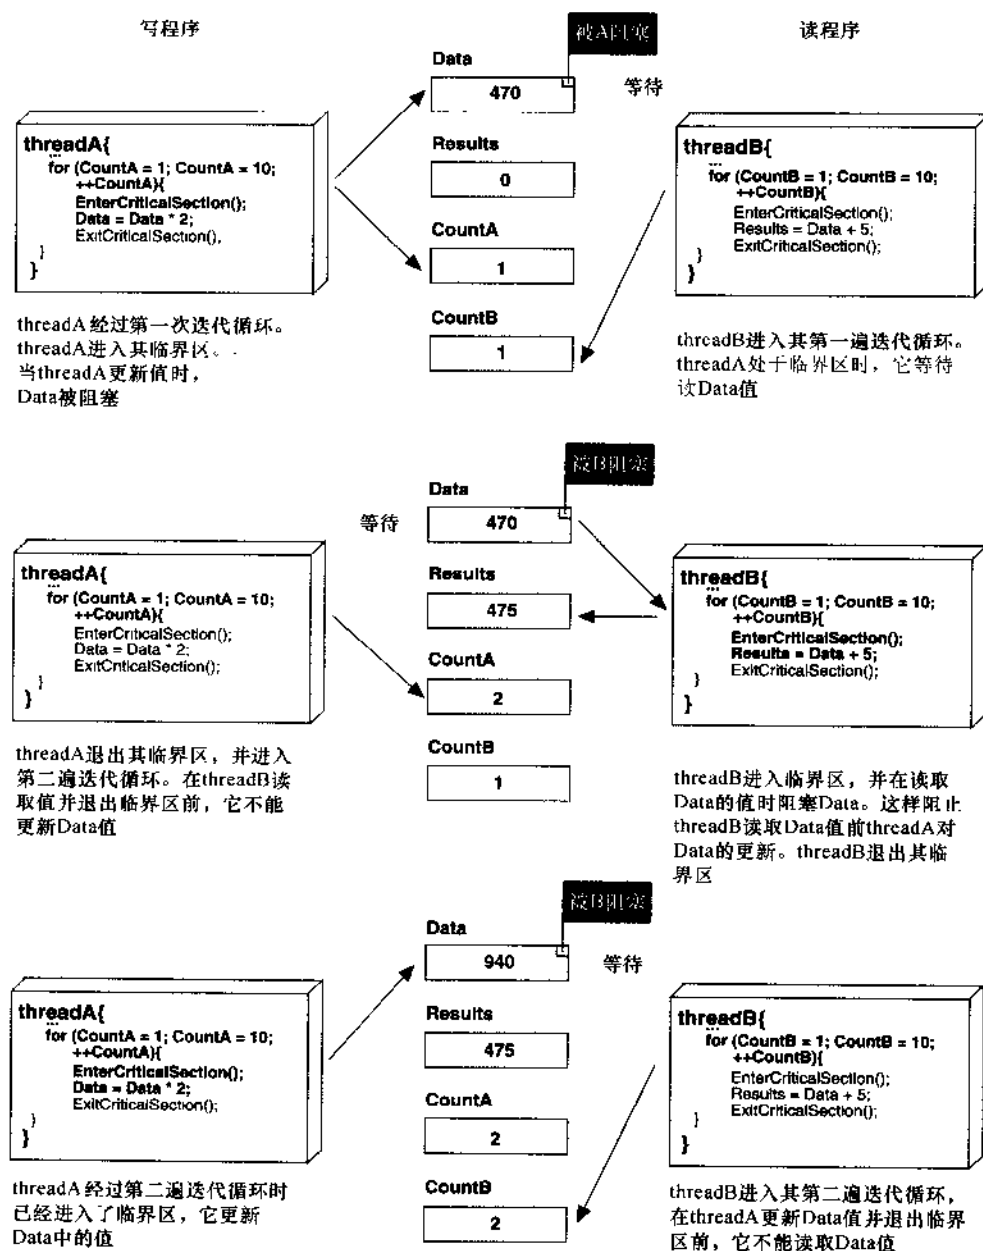 写程序
读程序
被A阻塞
Data
470
等待
Results
0
CountA
1
CountB
1
threadA{
...
for (CountA = 1; CountA = 10;
++CountA){
EnterCriticalSection();
Data = Data * 2;
ExitCriticalSection(),
}
}
threadB{
...
for (CountB = 1; CountB = 10;
++CountB){
EnterCriticalSection();
Results = Data + 5;
ExitCriticalSection();
}
}
threadA经过第一次迭代循环。
threadA进入其临界区。
当threadA更新值时，
Data被阻塞
threadB进入其第一遍迭代循环。
threadA处于临界区时，它等待
读Data值
被B阻塞
Data
等待
470
Results
475
CountA
2
CountB
1
threadA{
...
for (CountA = 1; CountA = 10;
++CountA){
EnterCriticalSection();
Data = Data * 2;
ExitCriticalSection();
}
}
threadB{
...
for (CountB = 1; CountB = 10;
++CountB){
EnterCriticalSection();
Results = Data + 5;
ExitCriticalSection();
}
}
threadA退出其临界区，并进入
第二遍迭代循环。在threadB读
取值并退出临界区前，它不能
更新Data值
threadB进入临界区，并在读取
Data的值时阻塞Data。这样阻止
threadB读取Data值前threadA对
Data的更新。threadB退出其临
界区
被B阻塞
Data
940
等待
Results
475
CountA
2
CountB
2
threadA{
...
for (CountA = 1; CountA = 10;
++CountA){
EnterCriticalSection();
Data = Data * 2;
ExitCriticalSection();
}
}
threadB{
...
for (CountB = 1; CountB = 10;
++CountB){
EnterCriticalSection();
Results = Data + 5;
ExitCriticalSection();
}
}
threadA经过第二遍迭代循环时
已经进入了临界区，它更新
Data中的值
threadB进入其第二遍迭代循环，
在threadA更新Data值并退出临界
区前，它不能读取Data值